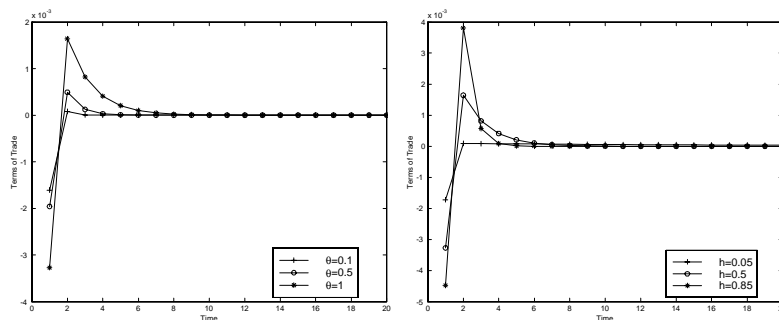 x 10⁻³
2
1
0
-1
-2
-3
-4
Terms of Trade
0 2 4 6 8 10 12 14 16 18 20
Time
θ=0.1
θ=0.5
θ=1
x 10⁻³
4
3
2
1
0
-1
-2
-3
-4
-5
Terms of Trade
0 2 4 6 8 10 12 14 16 18 20
Time
h=0.05
h=0.5
h=0.85